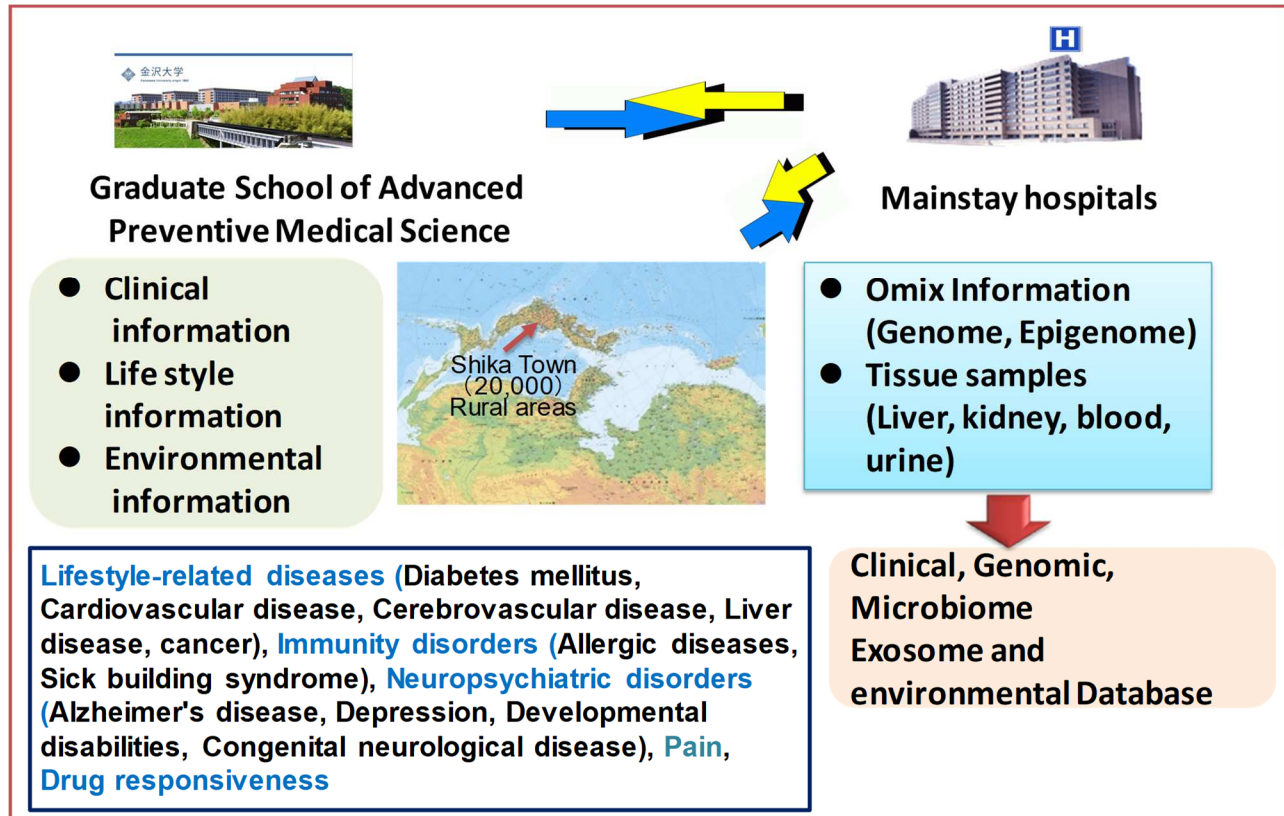 金沢大学
H
Graduate School of Advanced
Preventive Medical Science
Mainstay hospitals
● Clinical
information
● Life style
information
● Environmental
information
Shika Town
(20,000)
Rural areas
● Omix Information
(Genome, Epigenome)
● Tissue samples
(Liver, kidney, blood,
urine)
Lifestyle-related diseases (Diabetes mellitus,
Cardiovascular disease, Cerebrovascular disease, Liver
disease, cancer), Immunity disorders (Allergic diseases,
Sick building syndrome), Neuropsychiatric disorders
(Alzheimer's disease, Depression, Developmental
disabilities, Congenital neurological disease), Pain,
Drug responsiveness
Clinical, Genomic,
Microbiome
Exosome and
environmental Database